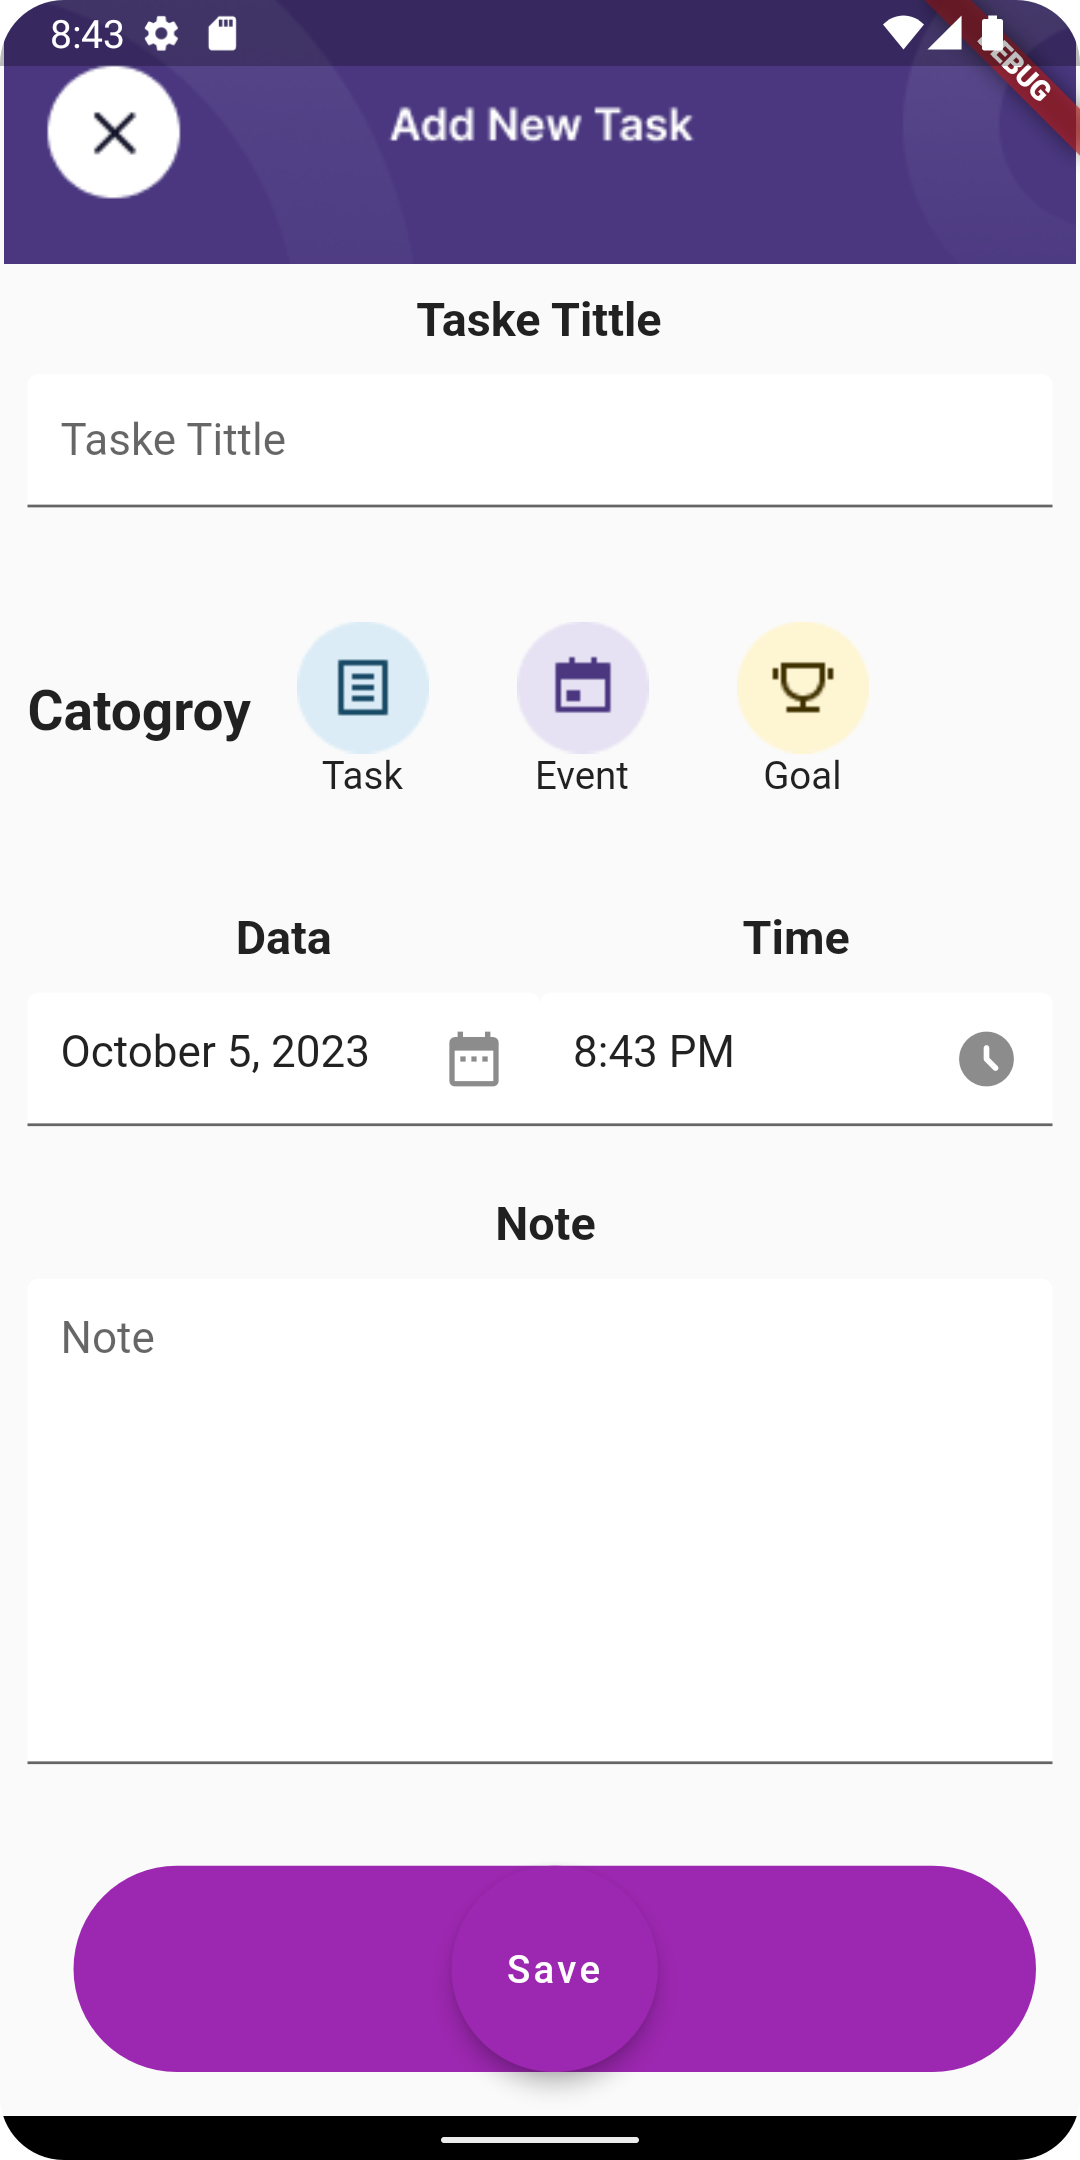 8:43
DEBUG
Add New Task
Taske Tittle
Taske Tittle
Catogroy
Task
Event
Goal
Data
Time
October 5, 2023
8:43 PM
Note
Note
Save